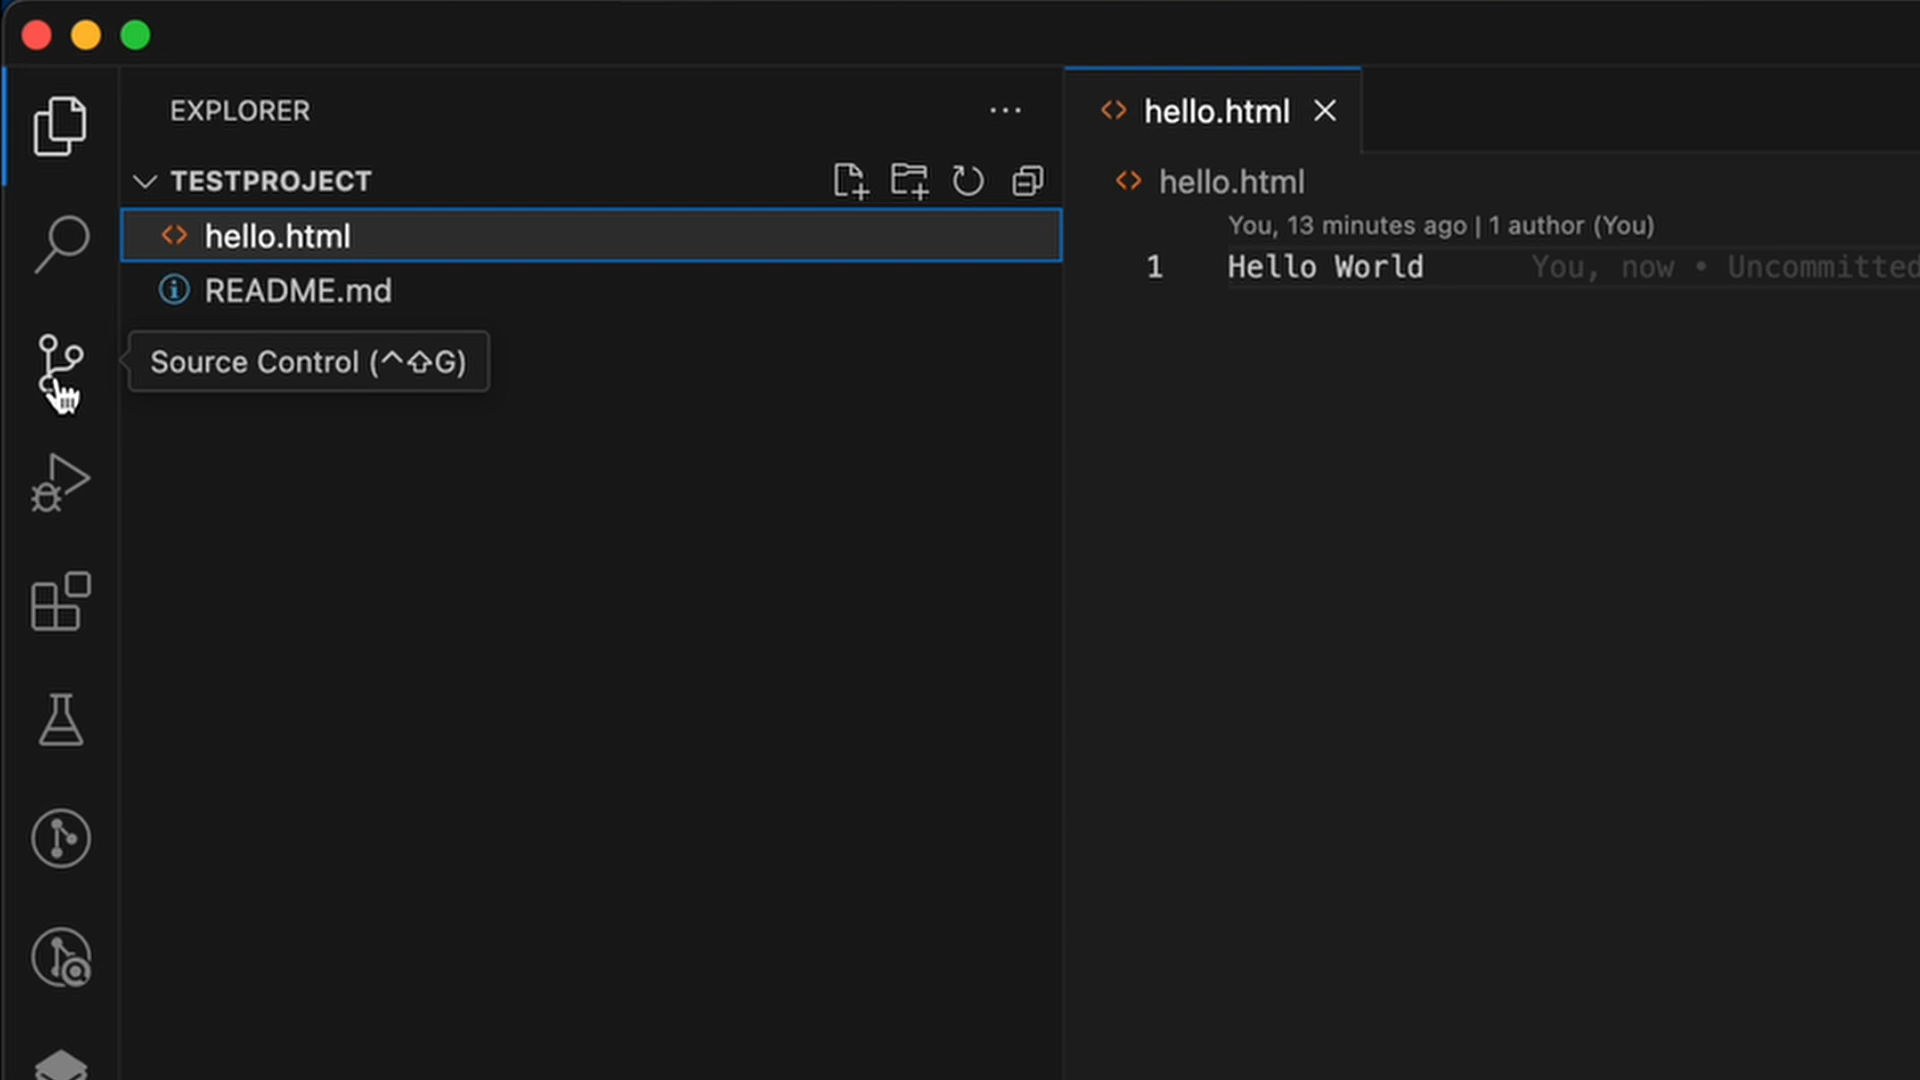 EXPLORER
TESTPROJECT
hello.html
README.md
Source Control (^⇧G)
hello.html
hello.html
You, 13 minutes ago | 1 author (You)
1 Hello World You, now • Uncommitted